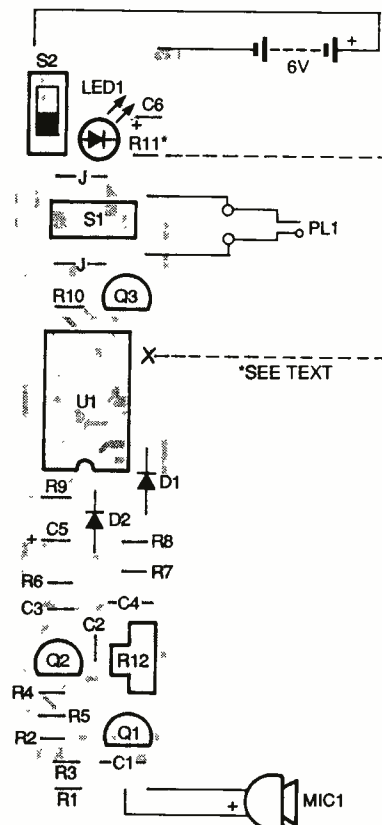 +
6V
S2
LED1
C6
+
R11*
J
S1
PL1
J
R10
Q3
X
*SEE TEXT
U1
R9
D1
D2
+
C5
R8
R6
R7
C3
C4
C2
Q2
R12
R4
R5
R2
Q1
R3
C1
R1
+
MIC1